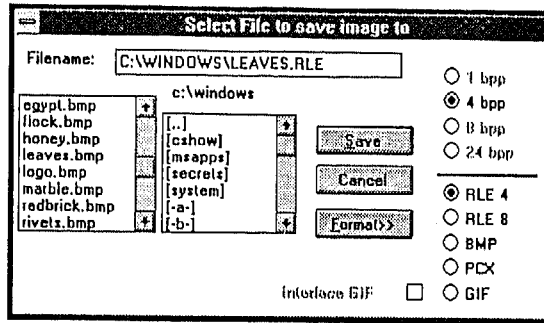 Select File to save image to
Filename: C:\WINDOWS\LEAVES.RLE
c:\windows
egypt.bmp
flock.bmp
honey.bmp
leaves.bmp
logo.bmp
marble.bmp
redbrick.bmp
rivets.bmp
[..]
[cshow]
[msapps]
[secrets]
[system]
[-a-]
[-b-]
Save
Cancel
Format>>
1 bpp
4 bpp
8 bpp
24 bpp
RLE 4
RLE 8
BMP
PCX
GIF
Interlace GIF